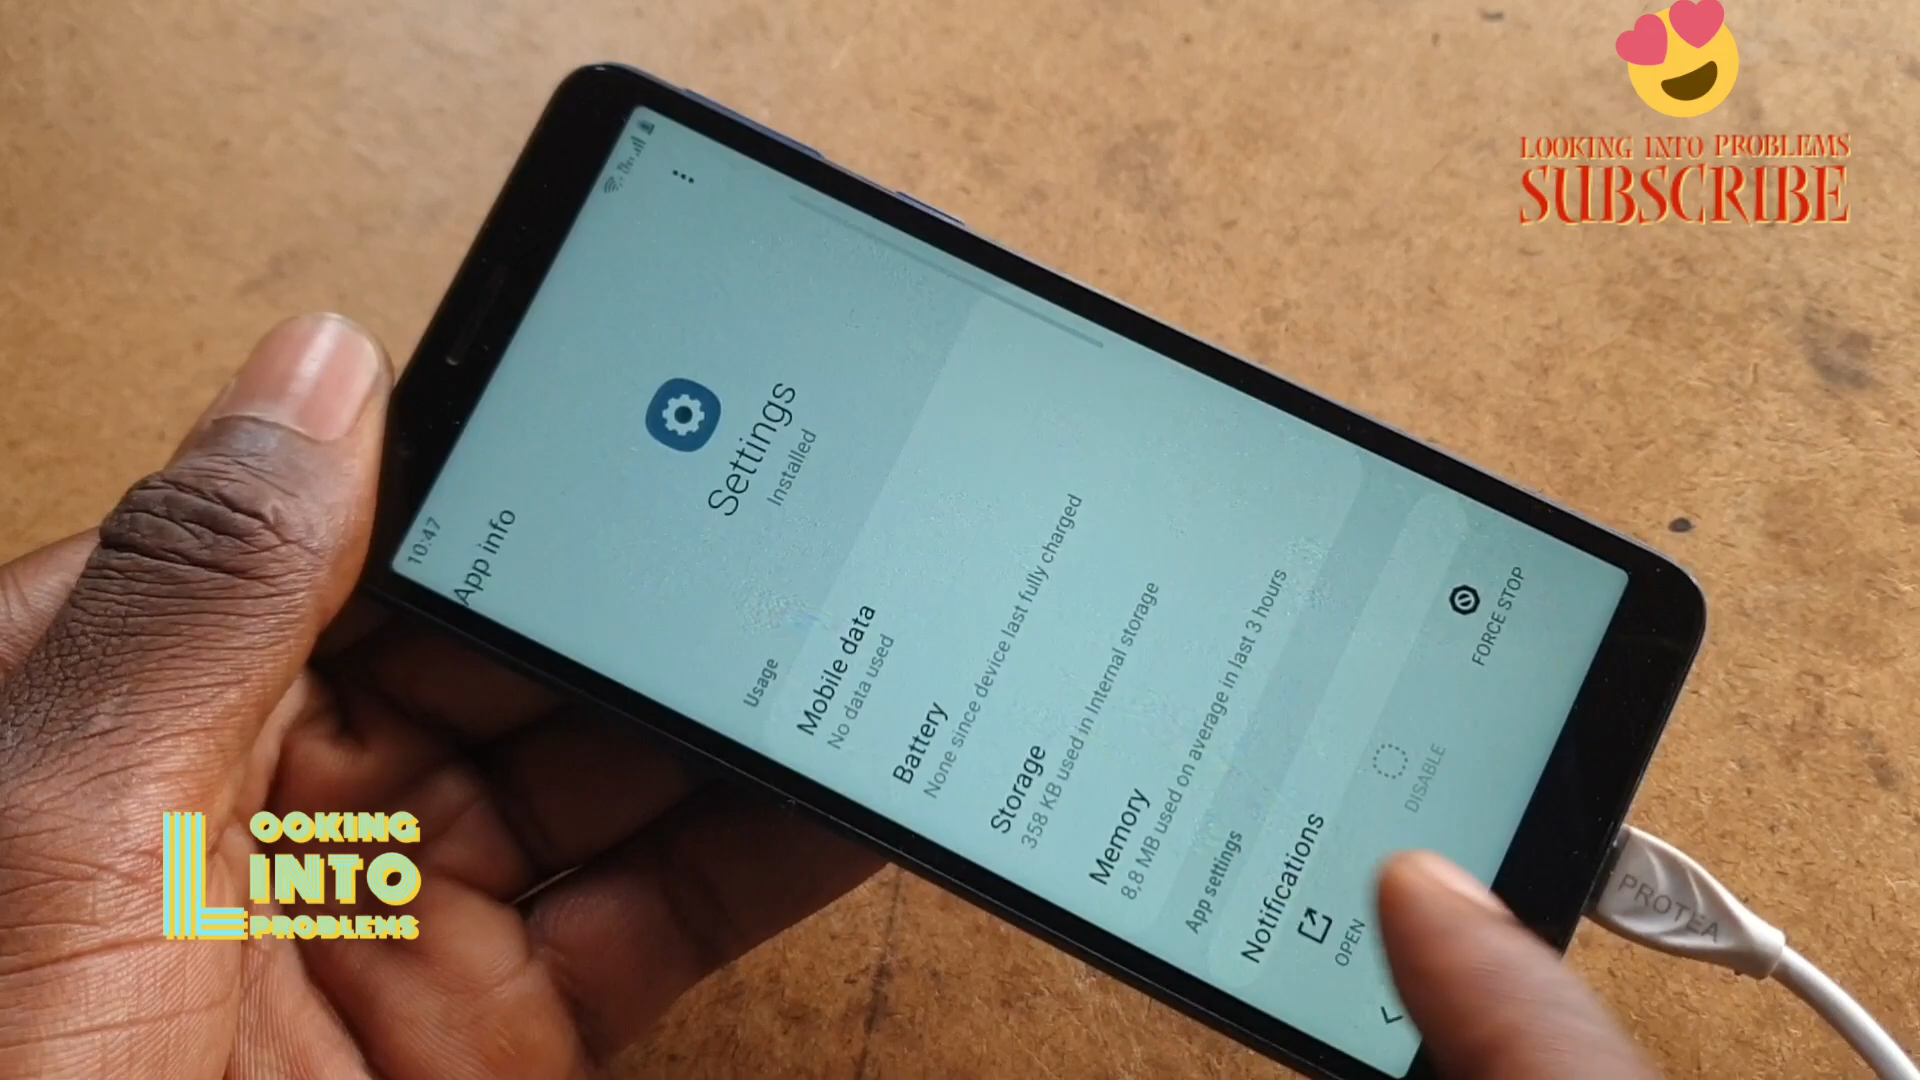 LOOKING INTO PROBLEMS
SUBSCRIBE
10:47
App info
Settings
Installed
Usage
Mobile data
No data used
Battery
None since device last fully charged
Storage
358 KB used in Internal storage
Memory
8.8 MB used on average in last 3 hours
App settings
Notifications
OPEN
DISABLE
FORCE STOP
PROTEA
LOOKING
INTO
PROBLEMS